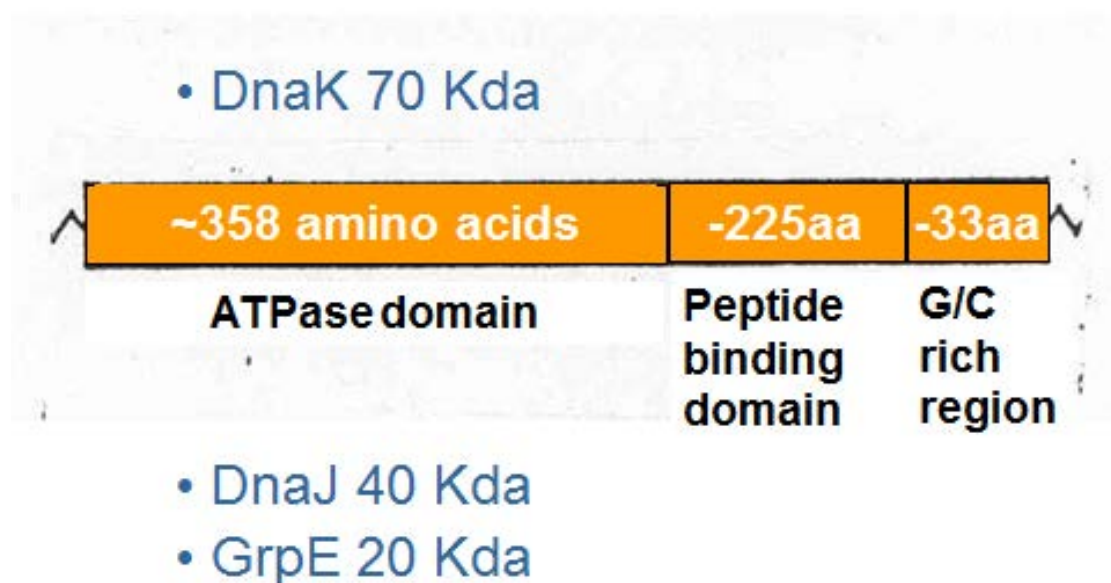 • DnaK 70 Kda
~358 amino acids -225aa -33aa
ATPase domain Peptide binding domain G/C rich region
• DnaJ 40 Kda
• GrpE 20 Kda